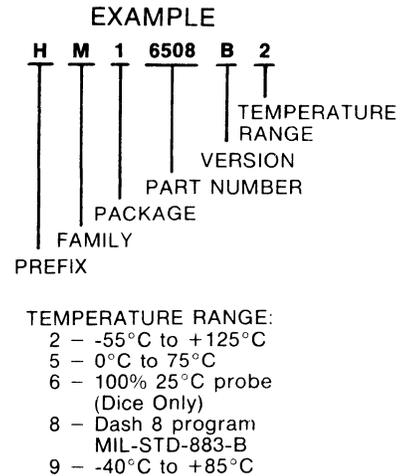 EXAMPLE
H M 1 6508 B 2
TEMPERATURE
RANGE
VERSION
PART NUMBER
PACKAGE
FAMILY
PREFIX
TEMPERATURE RANGE:
2 – -55°C to +125°C
5 – 0°C to 75°C
6 – 100% 25°C probe
(Dice Only)
8 – Dash 8 program
MIL-STD-883-B
9 – -40°C to +85°C